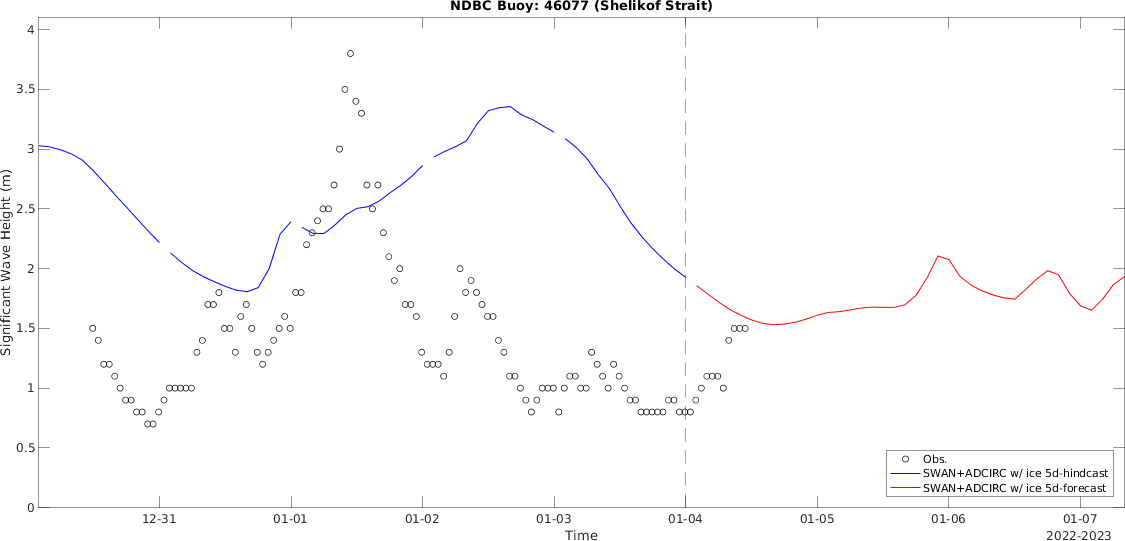 NDBC Buoy: 46077 (Shelikof Strait)
Significant Wave Height (m)
4
3.5
3
2.5
2
1.5
1
0.5
0
Obs.
SWAN+ADCIRC w/ ice 5d-hindcast
SWAN+ADCIRC w/ ice 5d-forecast
12-31 01-01 01-02 01-03 01-04 01-05 01-06 01-07
Time
2022-2023